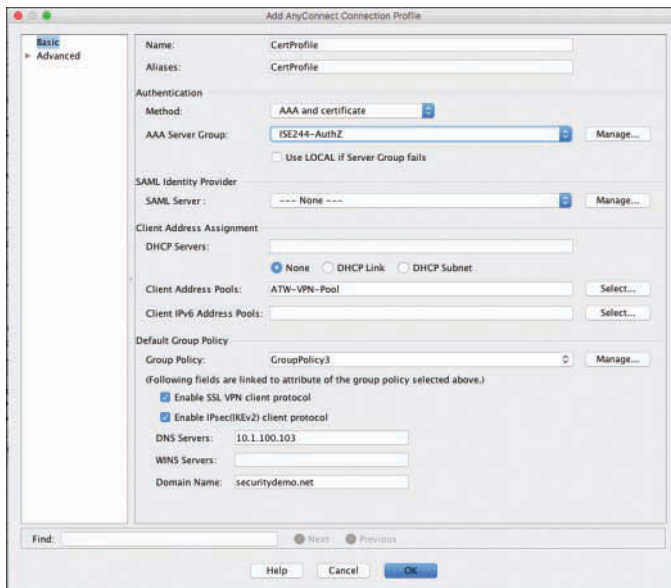 Add AnyConnect Connection Profile
Basic
Advanced
Name: CertProfile
Aliases: CertProfile
Authentication
Method: AAA and certificate
AAA Server Group: ISE244-AuthZ Manage...
Use LOCAL if Server Group fails
SAML Identity Provider
SAML Server : --- None --- Manage...
Client Address Assignment
DHCP Servers:
None DHCP Link DHCP Subnet
Client Address Pools: ATW-VPN-Pool Select...
Client IPv6 Address Pools: Select...
Default Group Policy
Group Policy: GroupPolicy3 Manage...
(Following fields are linked to attribute of the group policy selected above.)
Enable SSL VPN client protocol
Enable IPsec(IKEv2) client protocol
DNS Servers: 10.1.100.103
WINS Servers:
Domain Name: securitydemo.net
Find: Next Previous
Help Cancel OK